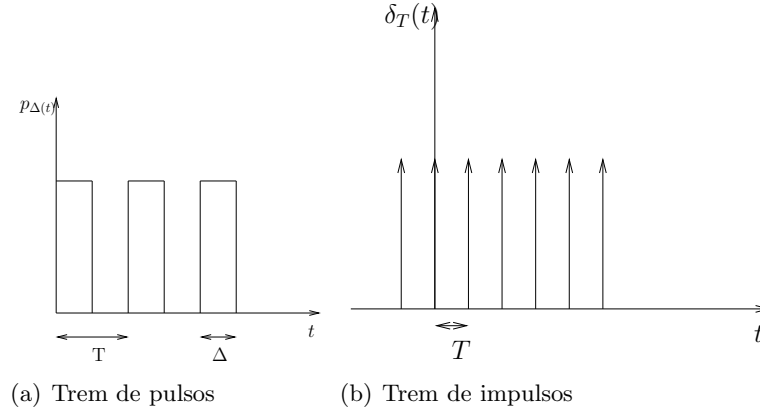 p_Δ(t)
t
T
Δ
(a) Trem de pulsos
δ_T(t)
t
T
(b) Trem de impulsos